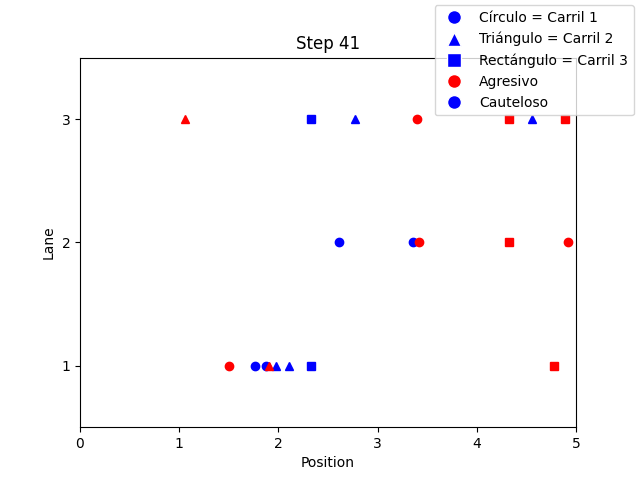 Step 41
Círculo = Carril 1
Triángulo = Carril 2
Rectángulo = Carril 3
Agresivo
Cauteloso
Lane
3
2
1
0 1 2 3 4 5
Position